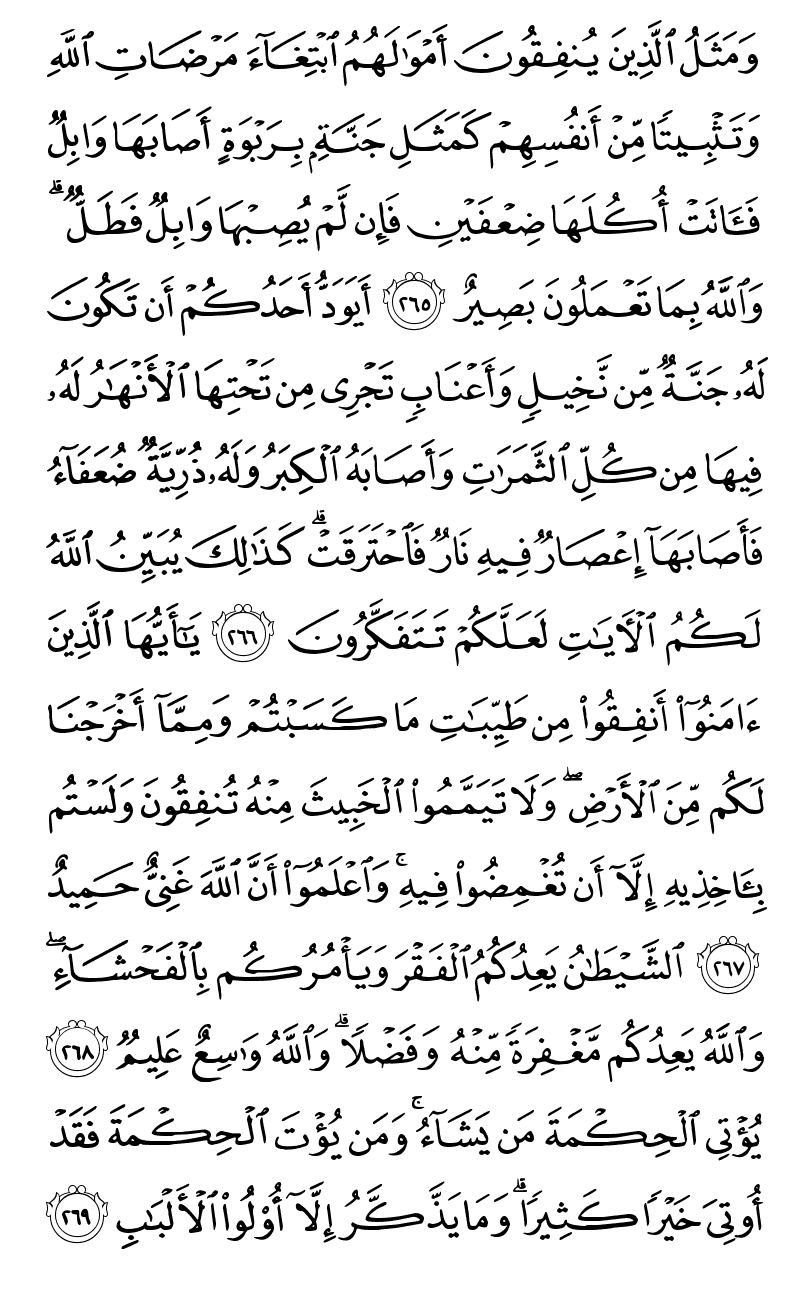 وَمَثَلُ ٱلَّذِينَ يُنفِقُونَ أَمۡوَٰلَهُمُ ٱبۡتِغَآءَ مَرۡضَاتِ ٱللَّهِ
وَتَثۡبِيتٗا مِّنۡ أَنفُسِهِمۡ كَمَثَلِ جَنَّةِۭ بِرَبۡوَةٍ أَصَابَهَا وَابِلٞ
فَـَٔاتَتۡ أُكُلَهَا ضِعۡفَيۡنِ فَإِن لَّمۡ يُصِبۡهَا وَابِلٞ فَطَلّٞۗ
وَٱللَّهُ بِمَا تَعۡمَلُونَ بَصِيرٌ ٢٦٥ أَيَوَدُّ أَحَدُكُمۡ أَن تَكُونَ
لَهُۥ جَنَّةٞ مِّن نَّخِيلٖ وَأَعۡنَابٖ تَجۡرِي مِن تَحۡتِهَا ٱلۡأَنۡهَٰرُ لَهُۥ
فِيهَا مِن كُلِّ ٱلثَّمَرَٰتِ وَأَصَابَهُ ٱلۡكِبَرُ وَلَهُۥ ذُرِّيَّةٞ ضُعَفَآءُ
فَأَصَابَهَآ إِعۡصَارٞ فِيهِ نَارٞ فَٱحۡتَرَقَتۡۗ كَذَٰلِكَ يُبَيِّنُ ٱللَّهُ
لَكُمُ ٱلۡأٓيَٰتِ لَعَلَّكُمۡ تَتَفَكَّرُونَ ٢٦٦ يَٰٓأَيُّهَا ٱلَّذِينَ
ءَامَنُوٓاْ أَنفِقُواْ مِن طَيِّبَٰتِ مَا كَسَبۡتُمۡ وَمِمَّآ أَخۡرَجۡنَا
لَكُم مِّنَ ٱلۡأَرۡضِۖ وَلَا تَيَمَّمُواْ ٱلۡخَبِيثَ مِنۡهُ تُنفِقُونَ وَلَسۡتُم
بِـَٔاخِذِيهِ إِلَّآ أَن تُغۡمِضُواْ فِيهِۚ وَٱعۡلَمُوٓاْ أَنَّ ٱللَّهَ غَنِيٌّ حَمِيدٌ
٢٦٧ ٱلشَّيۡطَٰنُ يَعِدُكُمُ ٱلۡفَقۡرَ وَيَأۡمُرُكُم بِٱلۡفَحۡشَآءِۖ
وَٱللَّهُ يَعِدُكُم مَّغۡفِرَةٗ مِّنۡهُ وَفَضۡلٗاۗ وَٱللَّهُ وَٰسِعٌ عَلِيمٞ ٢٦٨
يُؤۡتِي ٱلۡحِكۡمَةَ مَن يَشَآءُۚ وَمَن يُؤۡتَ ٱلۡحِكۡمَةَ فَقَدۡ
أُوتِيَ خَيۡرٗا كَثِيرٗاۗ وَمَا يَذَّكَّرُ إِلَّآ أُوْلُواْ ٱلۡأَلۡبَٰبِ ٢٦٩